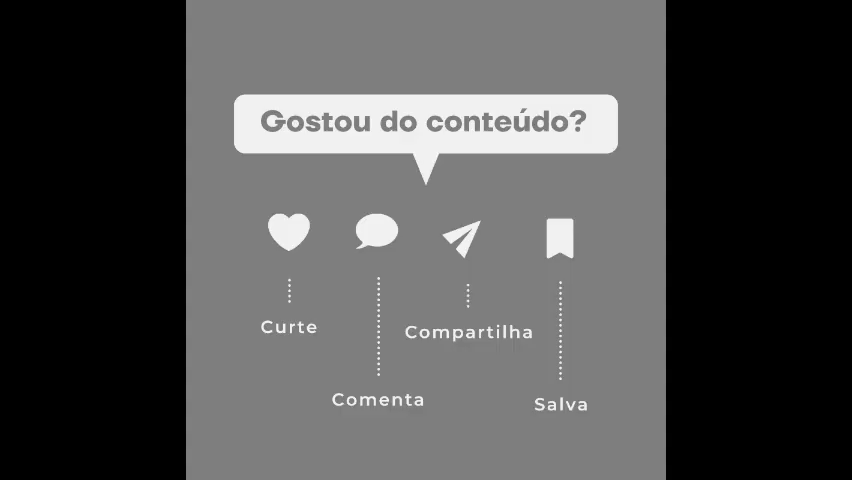 Gostou do conteúdo?
Curte
Compartilha
Comenta
Salva